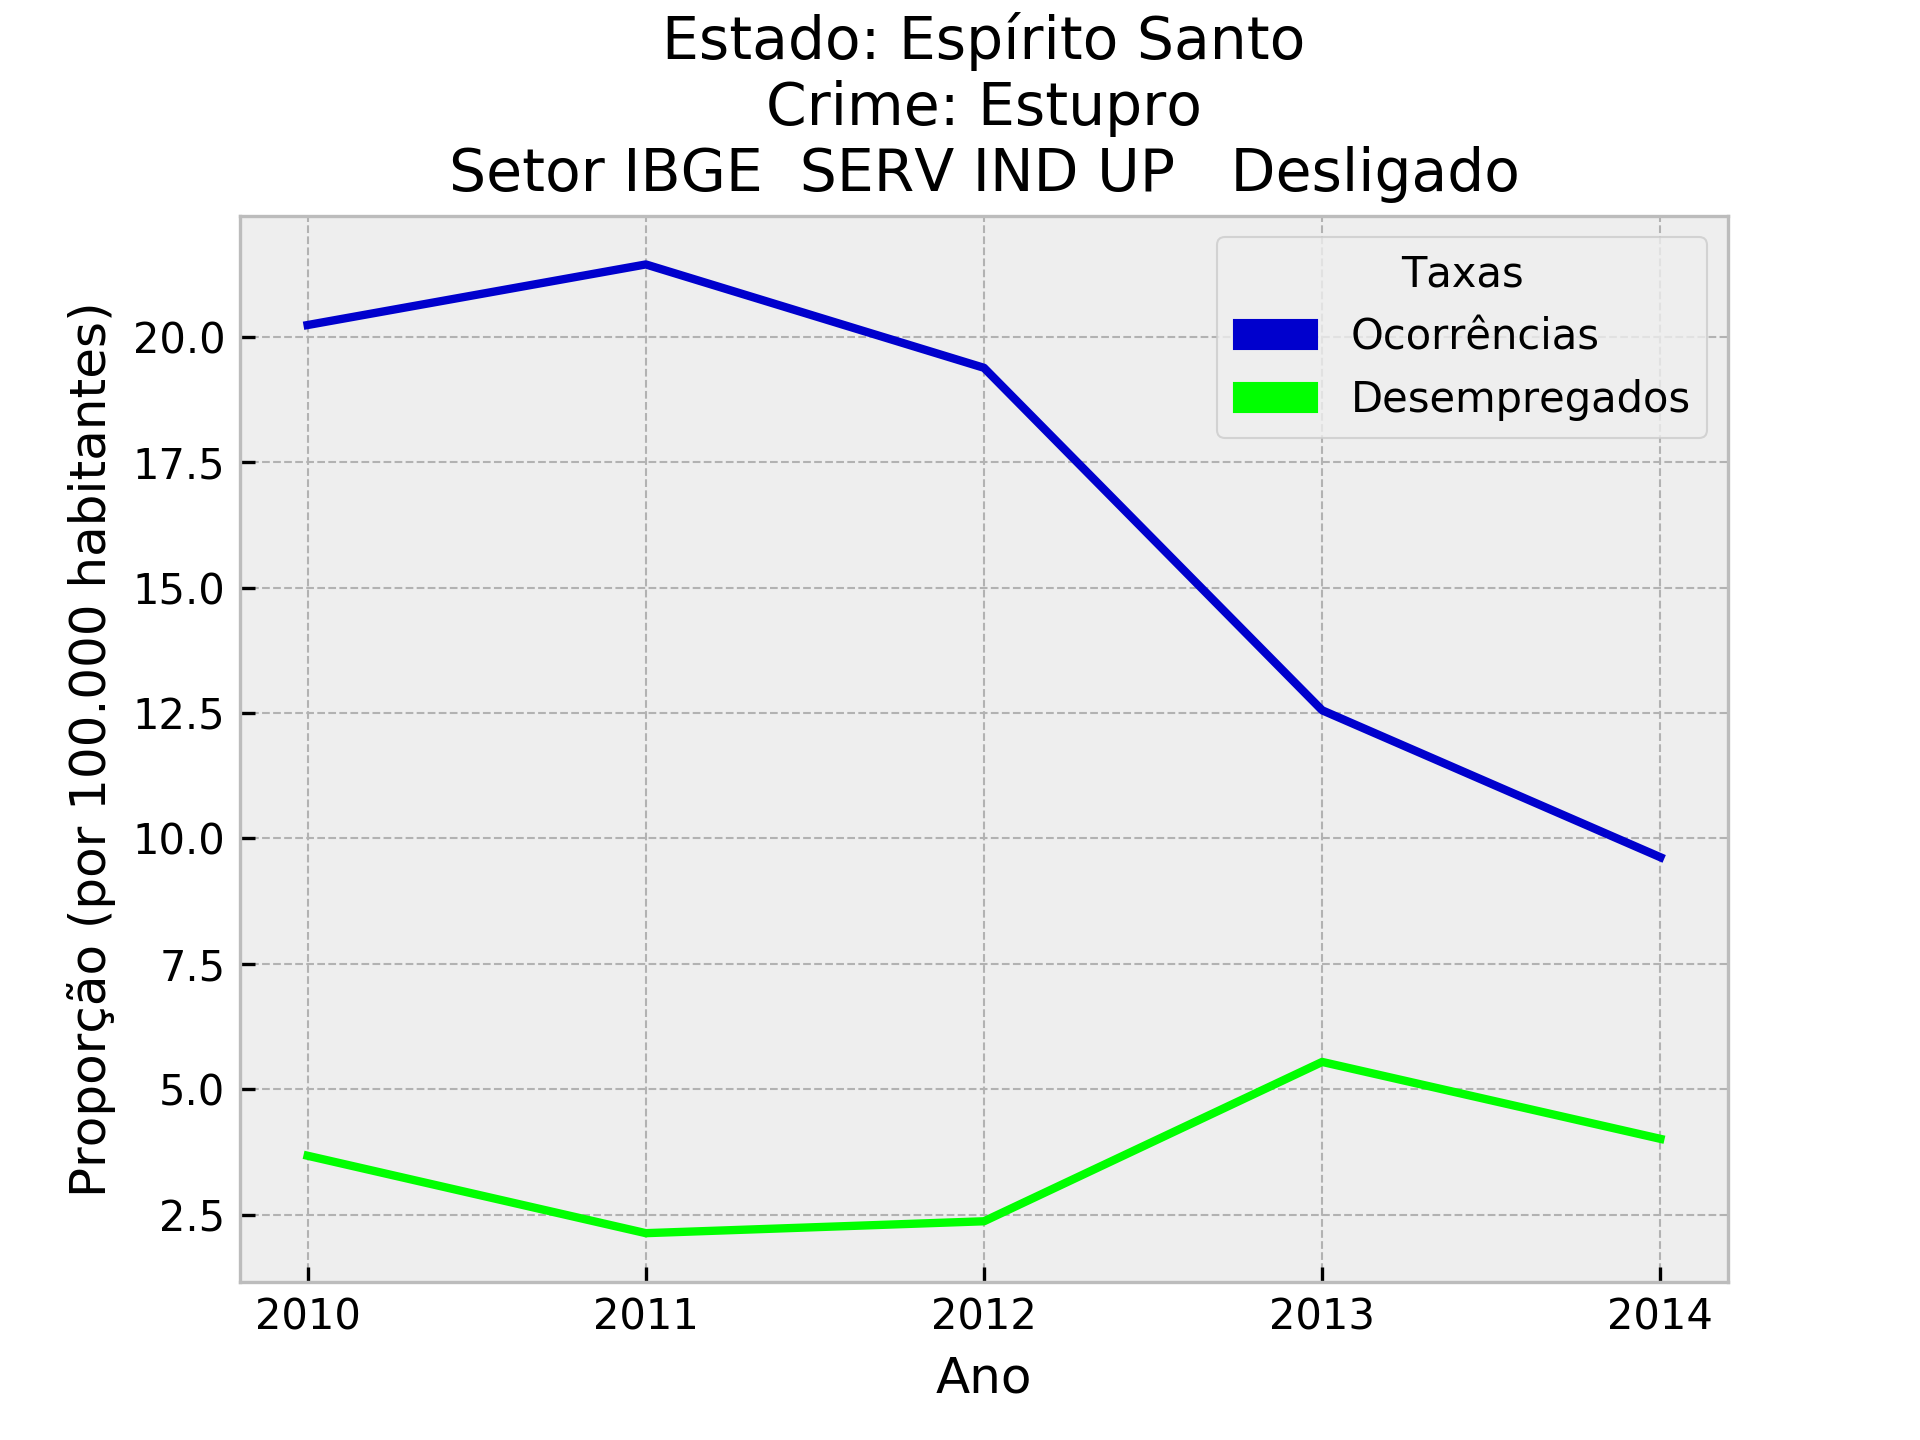 Estado: Espírito Santo
Crime: Estupro
Setor IBGE  SERV IND UP   Desligado
Taxas
Ocorrências
Desempregados
Proporção (por 100.000 habitantes)
20.0
17.5
15.0
12.5
10.0
7.5
5.0
2.5
2010 2011 2012 2013 2014
Ano